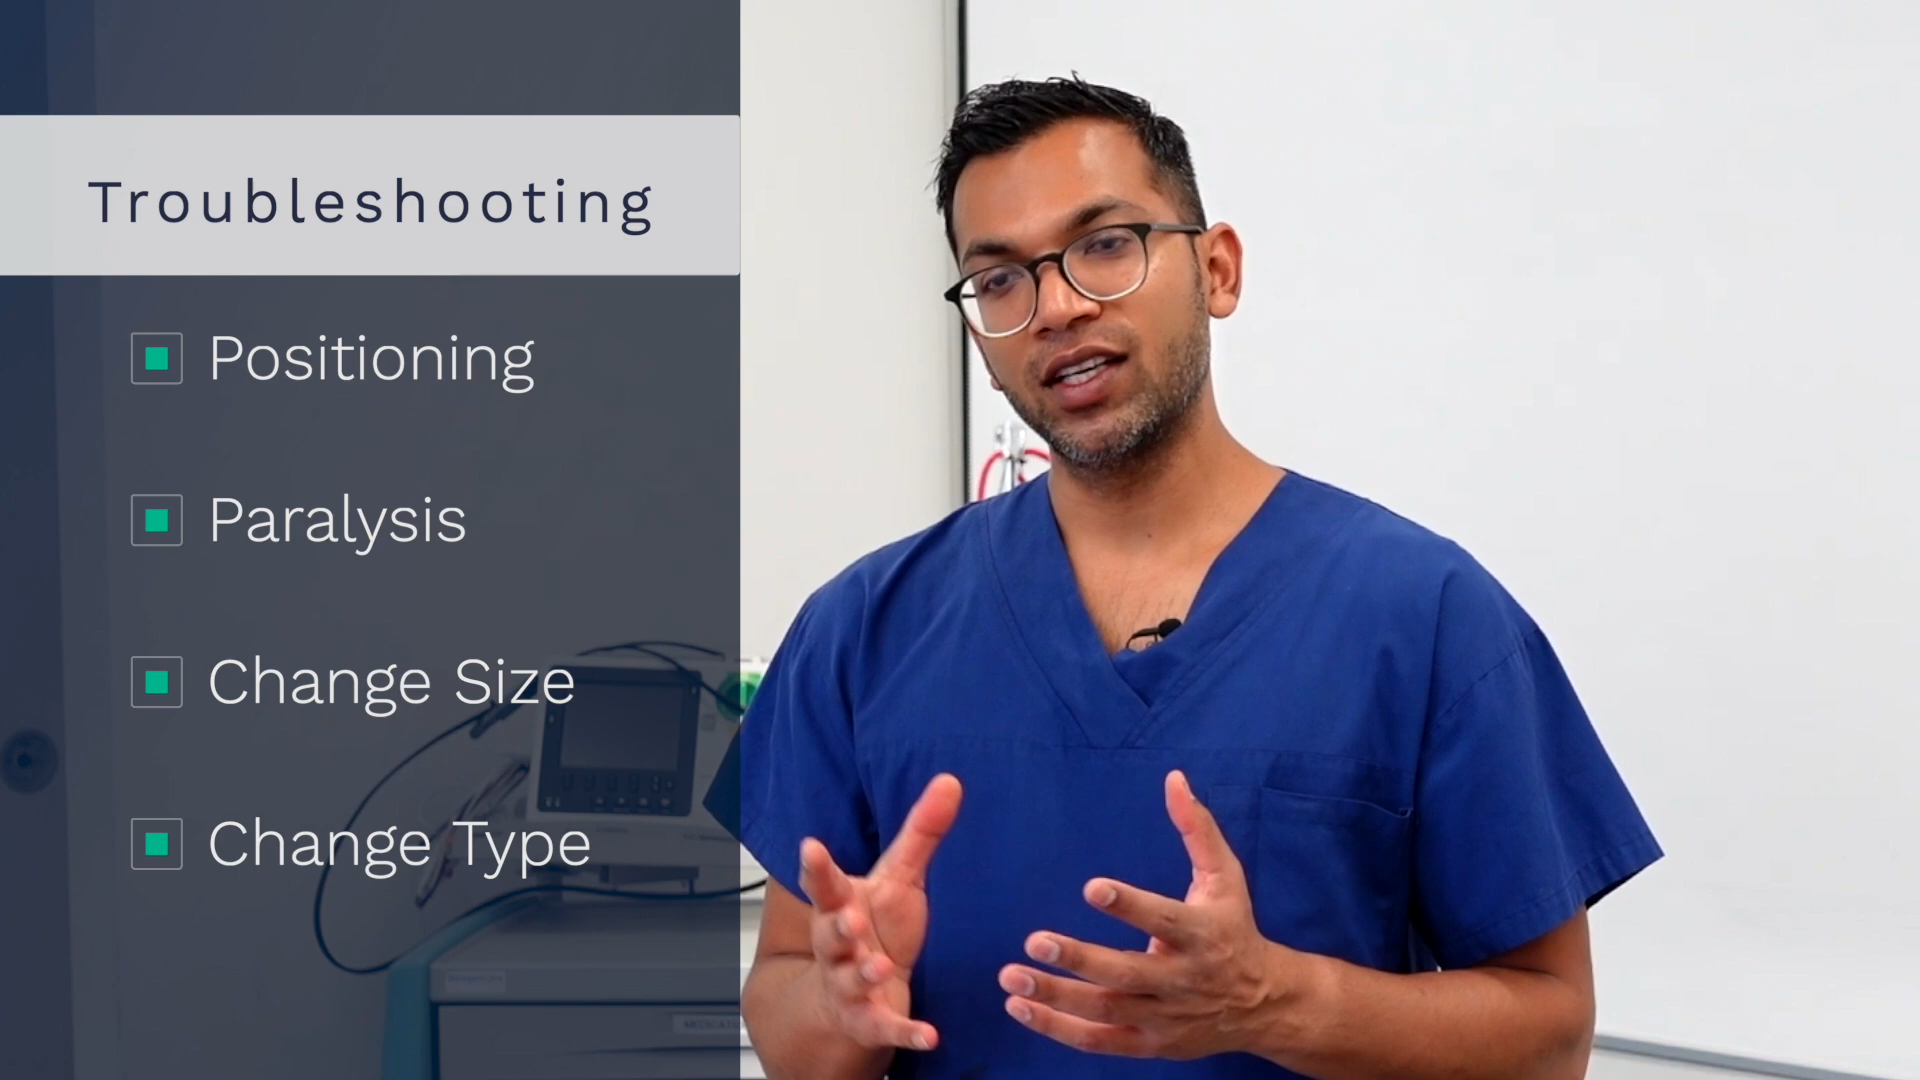 Troubleshooting
Positioning
Paralysis
Change Size
Change Type